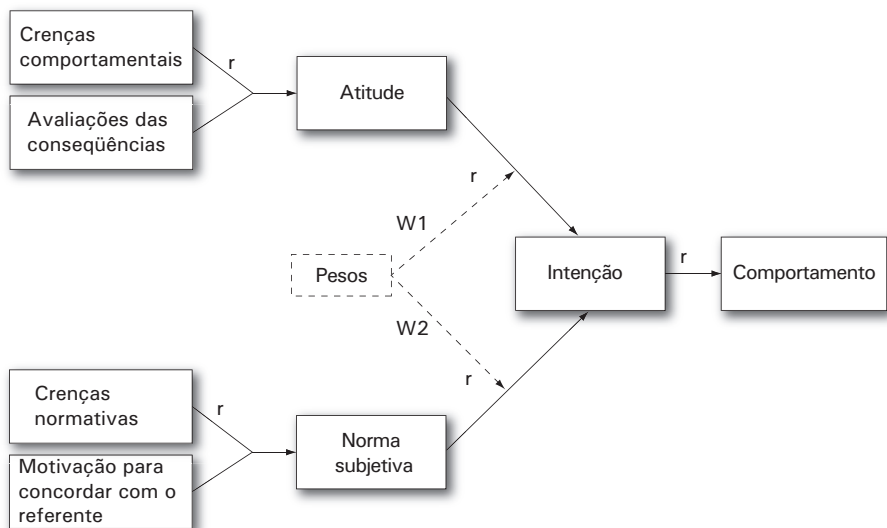 Crenças
comportamentais
r
Avaliações das
conseqüências
Atitude
r
W1
Pesos
W2
r
Intenção
r
Comportamento
Crenças
normativas
r
Motivação para
concordar com o
referente
Norma
subjetiva